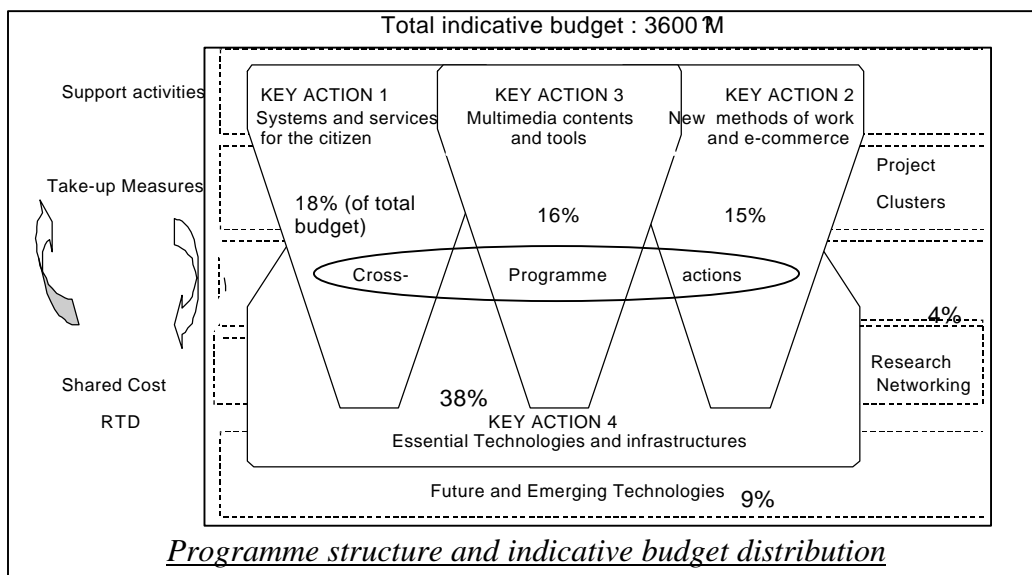 Total indicative budget : 3600 ?M
Support activities
KEY ACTION 1
Systems and services
for the citizen
KEY ACTION 3
Multimedia contents
and tools
KEY ACTION 2
New methods of work
and e-commerce
Take-up Measures
Project
Clusters
18% (of total
budget)
16%
15%
Cross- Programme actions
4%
Shared Cost
RTD
Research
Networking
38%
KEY ACTION 4
Essential Technologies and infrastructures
Future and Emerging Technologies 9%
Programme structure and indicative budget distribution